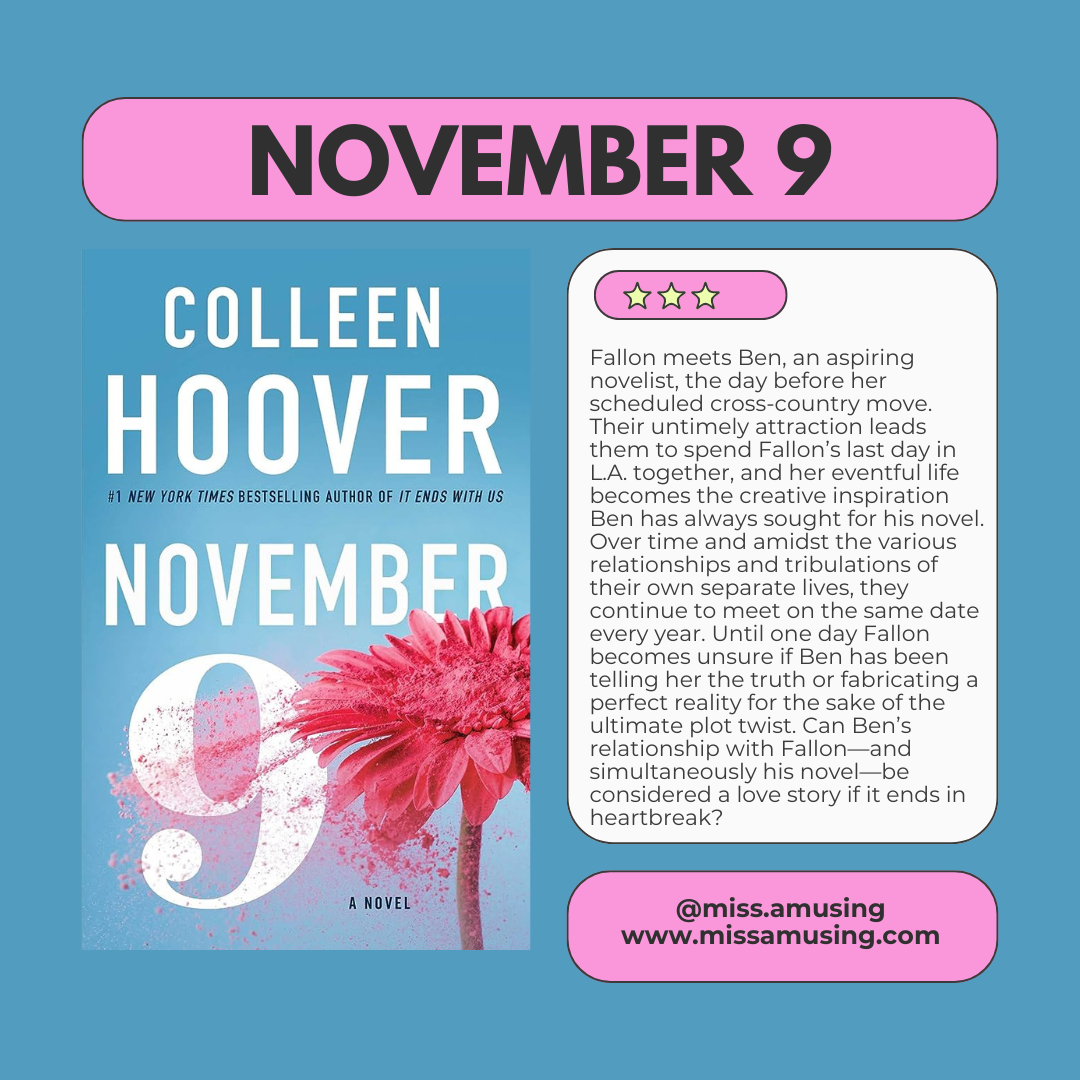 NOVEMBER 9
COLLEEN
HOOVER
#1 NEW YORK TIMES BESTSELLING AUTHOR OF IT ENDS WITH US
NOVEMBER
9
A NOVEL
Fallon meets Ben, an aspiring
novelist, the day before her
scheduled cross-country move.
Their untimely attraction leads
them to spend Fallon’s last day in
L.A. together, and her eventful life
becomes the creative inspiration
Ben has always sought for his novel.
Over time and amidst the various
relationships and tribulations of
their own separate lives, they
continue to meet on the same date
every year. Until one day Fallon
becomes unsure if Ben has been
telling her the truth or fabricating a
perfect reality for the sake of the
ultimate plot twist. Can Ben’s
relationship with Fallon—and
simultaneously his novel—be
considered a love story if it ends in
heartbreak?
@miss.amusing
www.missamusing.com